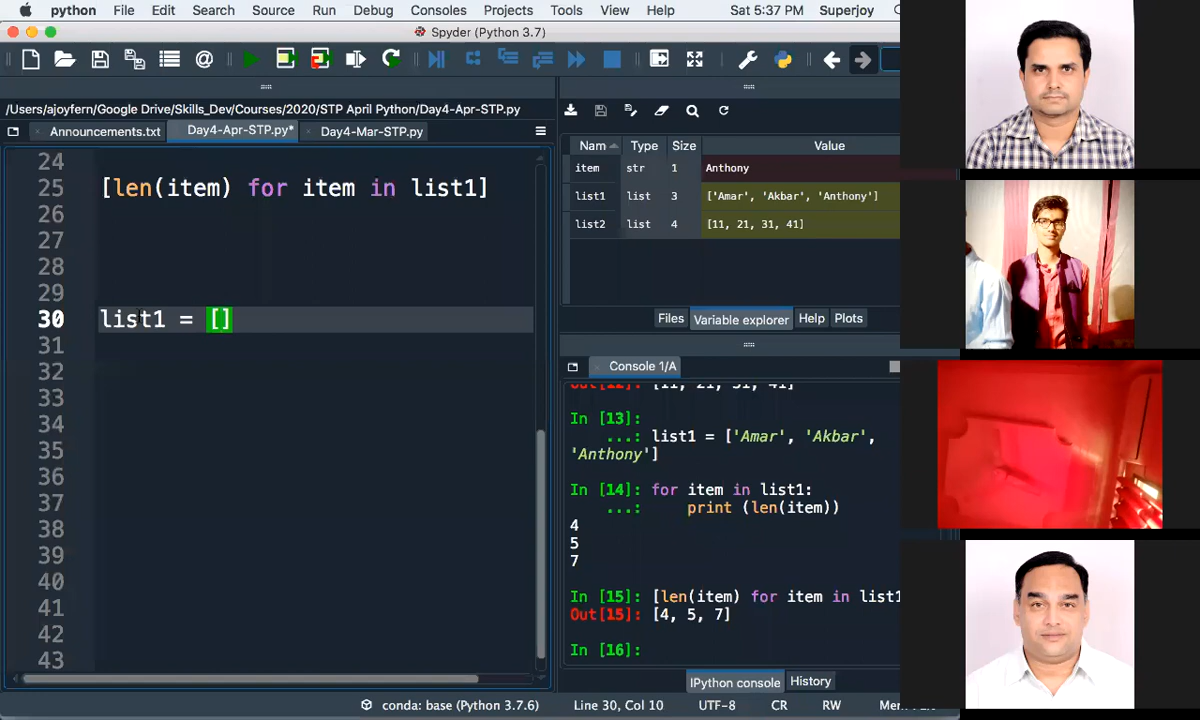 python File Edit Search Source Run Debug Consoles Projects Tools View Help Sat 5:37 PM Superjoy
Spyder (Python 3.7)
/Users/ajoyfern/Google Drive/Skills_Dev/Courses/2020/STP April Python/Day4-Apr-STP.py
Announcements.txt Day4-Apr-STP.py* Day4-Mar-STP.py
24
25 [len(item) for item in list1]
26
27
28
29
30 list1 = []
31
32
33
34
35
36
37
38
39
40
41
42
43
Nam Type Size Value
item str 1 Anthony
list1 list 3 ['Amar', 'Akbar', 'Anthony']
list2 list 4 [11, 21, 31, 41]
Files Variable explorer Help Plots
Console 1/A
Out[12]: [11, 21, 31, 41]
In [13]:
...: list1 = ['Amar', 'Akbar',
'Anthony']
In [14]: for item in list1:
...: print (len(item))
4
5
7
In [15]: [len(item) for item in list1
Out[15]: [4, 5, 7]
In [16]:
IPython console History
conda: base (Python 3.7.6) Line 30, Col 10 UTF-8 CR RW